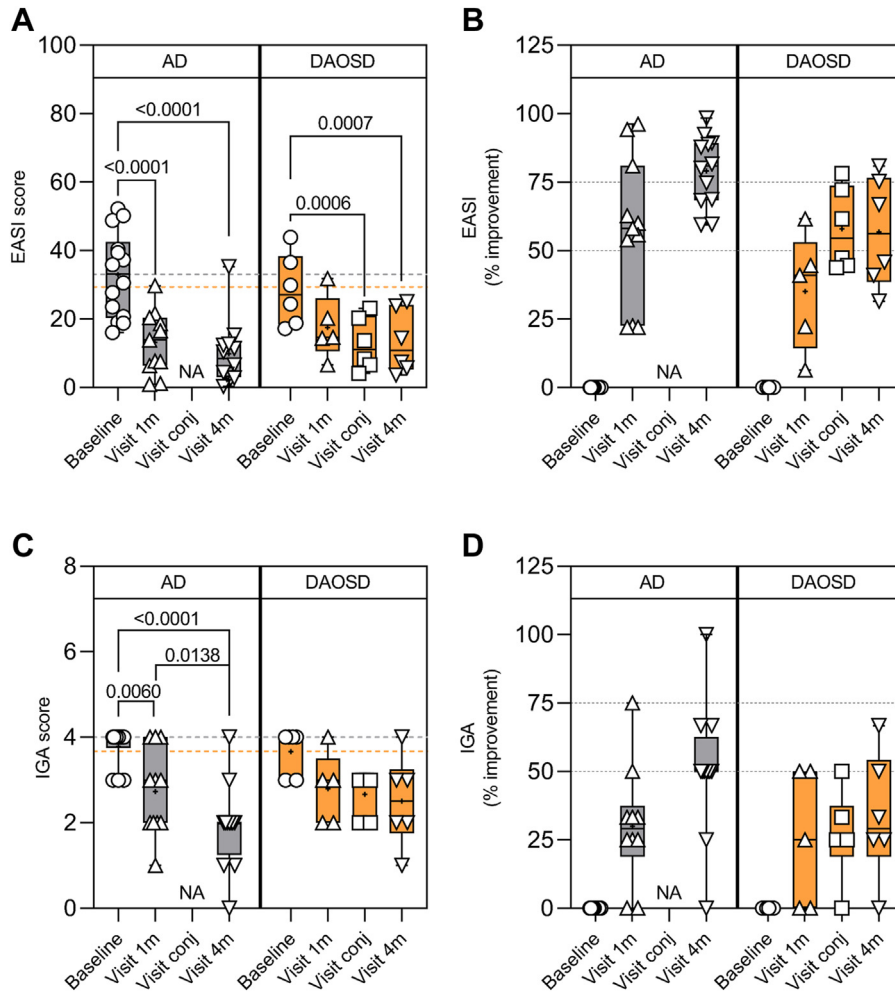 A
100
80
60
40
20
0
EASI score
AD
DAOSD
<0.0001
<0.0001
0.0007
0.0006
NA
Baseline
Visit 1m
Visit conj
Visit 4m
Baseline
Visit 1m
Visit conj
Visit 4m
B
125
100
75
50
25
0
EASI
(% improvement)
AD
DAOSD
NA
Baseline
Visit 1m
Visit conj
Visit 4m
Baseline
Visit 1m
Visit conj
Visit 4m
C
8
6
4
2
0
IGA score
AD
DAOSD
<0.0001
0.0138
0.0060
NA
Baseline
Visit 1m
Visit conj
Visit 4m
Baseline
Visit 1m
Visit conj
Visit 4m
D
125
100
75
50
25
0
IGA
(% improvement)
AD
DAOSD
NA
Baseline
Visit 1m
Visit conj
Visit 4m
Baseline
Visit 1m
Visit conj
Visit 4m